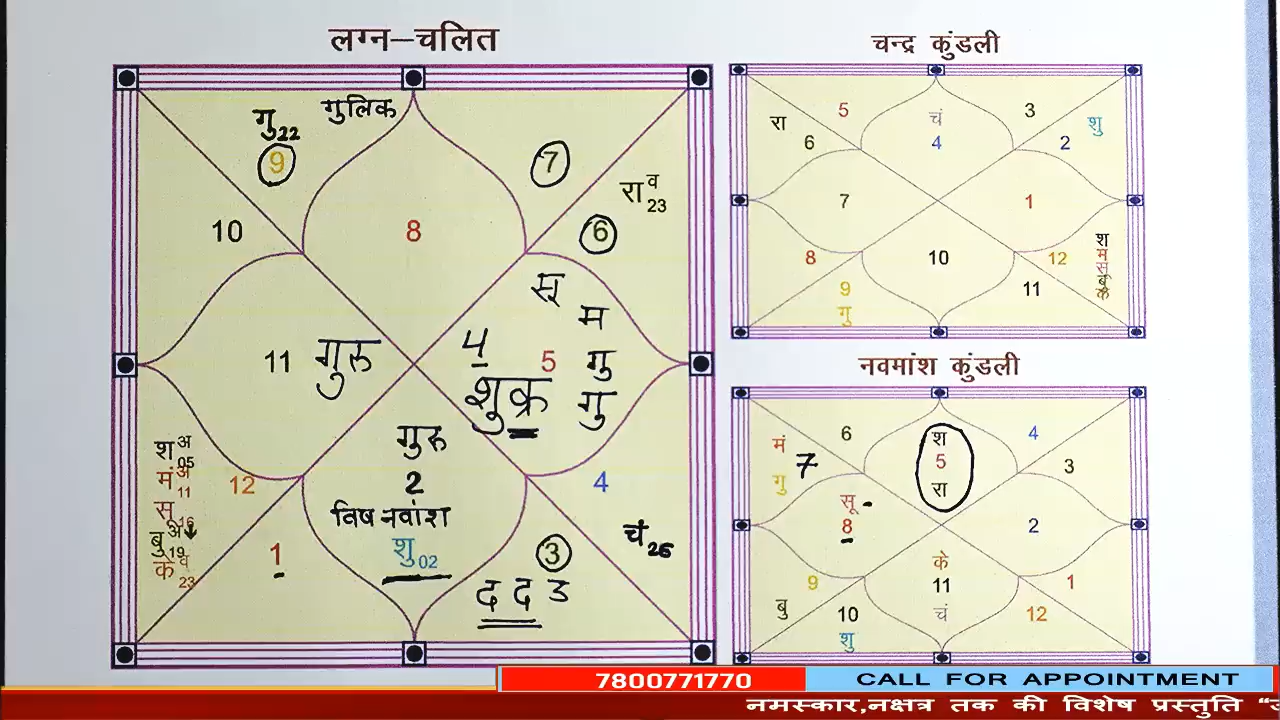 लग्न–चलित
गु22
गुलिक
9
7
रा व
23
10
8
6
सू
म
11 गुरु
4
5
गु
शुक्र
गु
गुरु
श अ
05
मं अ
11
12
2
4
सू 16
विष नवांश
बु अ
19
चं26
के व
23
1
शु02
3
द द 3
चन्द्र कुंडली
5
चं
3
रा
शु
6
4
2
7
1
श
म
8
10
12
सू
बु
के
9
11
गु
नवमांश कुंडली
मं
6
श
4
7
5
3
गु
रा
सू
8
2
के
9
11
1
बु
10
चं
12
शु
7800771770
CALL FOR APPOINTMENT
नमस्कार,नक्षत्र तक की विशेष प्रस्तुति